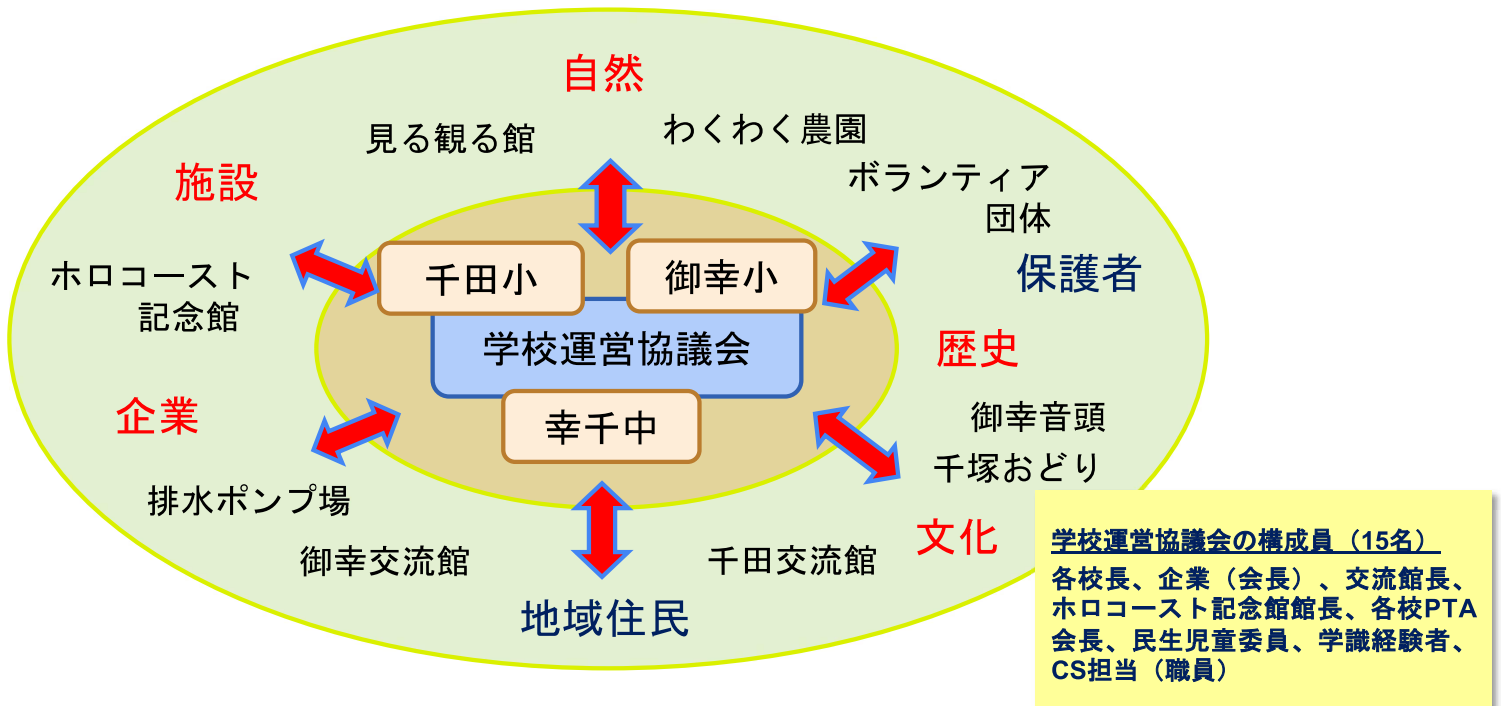 自然
見る観る館
わくわく農園
施設
ボランティア
団体
ホロコースト
記念館
保護者
千田小
御幸小
学校運営協議会
幸千中
歴史
企業
御幸音頭
千塚おどり
排水ポンプ場
文化
御幸交流館
千田交流館
地域住民
学校運営協議会の構成員（15名）
各校長、企業（会長）、交流館長、
ホロコースト記念館館長、各校PTA
会長、民生児童委員、学識経験者、
CS担当（職員）